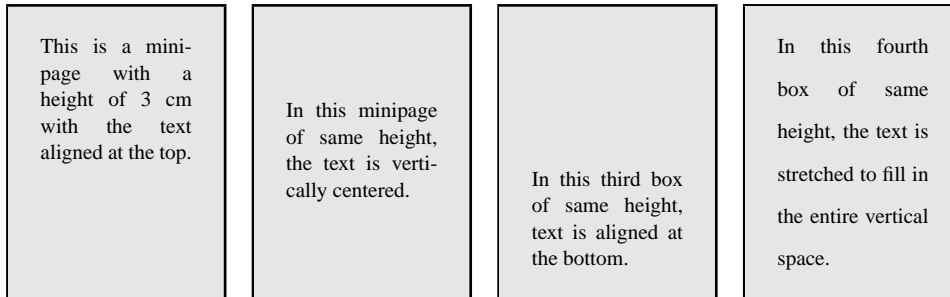 This is a mini-
page with a
height of 3 cm
with the text
aligned at the top.
In this minipage
of same height,
the text is verti-
cally centered.
In this third box
of same height,
text is aligned at
the bottom.
In this fourth
box of same
height, the text is
stretched to fill in
the entire vertical
space.